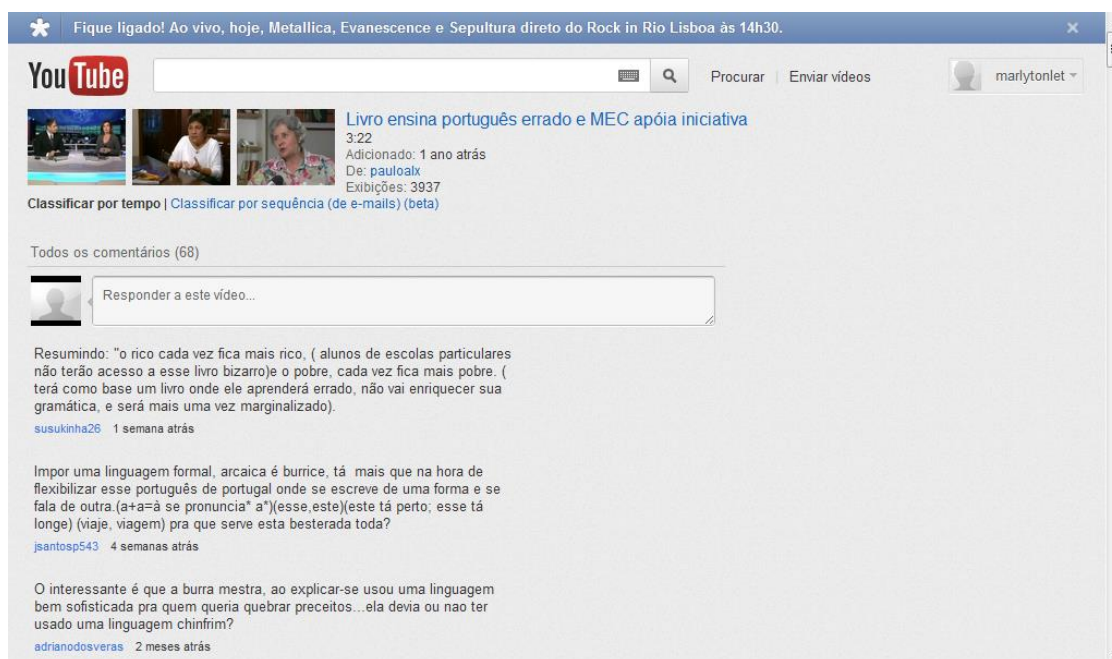 Fique ligado! Ao vivo, hoje, Metallica, Evanescence e Sepultura direto do Rock in Rio Lisboa às 14h30.
YouTube
Procurar
Enviar vídeos
marlytonlet
Livro ensina português errado e MEC apóia iniciativa
3:22
Adicionado: 1 ano atrás
De: pauloalx
Exibições: 3937
Classificar por tempo | Classificar por sequência (de e-mails) (beta)
Todos os comentários (68)
Responder a este vídeo...
Resumindo: "o rico cada vez fica mais rico, ( alunos de escolas particulares
não terão acesso a esse livro bizarro)e o pobre, cada vez fica mais pobre. (
terá como base um livro onde ele aprenderá errado, não vai enriquecer sua
gramática, e será mais uma vez marginalizado).
susukinha26 1 semana atrás
Impor uma linguagem formal, arcaica é burrice, tá mais que na hora de
flexibilizar esse português de portugal onde se escreve de uma forma e se
fala de outra.(a+a=à se pronuncia* a*)(esse,este)(este tá perto; esse tá
longe) (viaje, viagem) pra que serve esta besterada toda?
jsantosp543 4 semanas atrás
O interessante é que a burra mestra, ao explicar-se usou uma linguagem
bem sofisticada pra quem queria quebrar preceitos...ela devia ou nao ter
usado uma linguagem chinfrim?
adrianodosveras 2 meses atrás